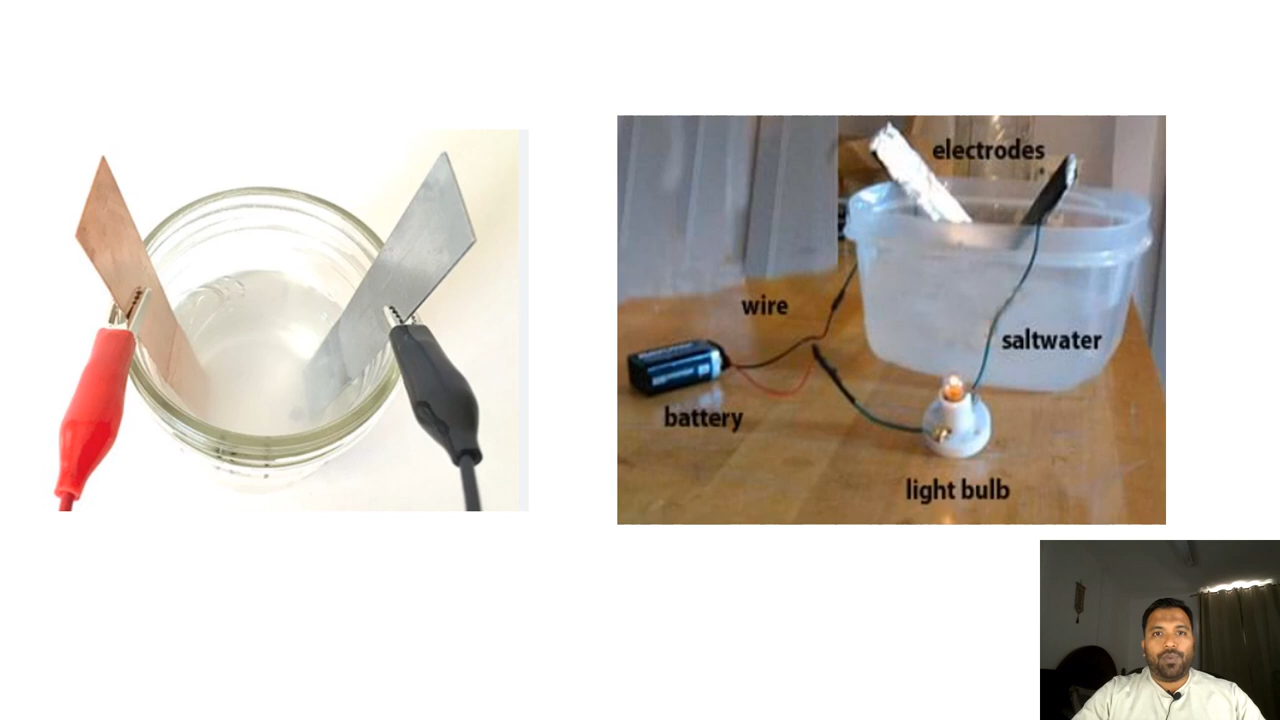 electrodes
wire
saltwater
battery
light bulb